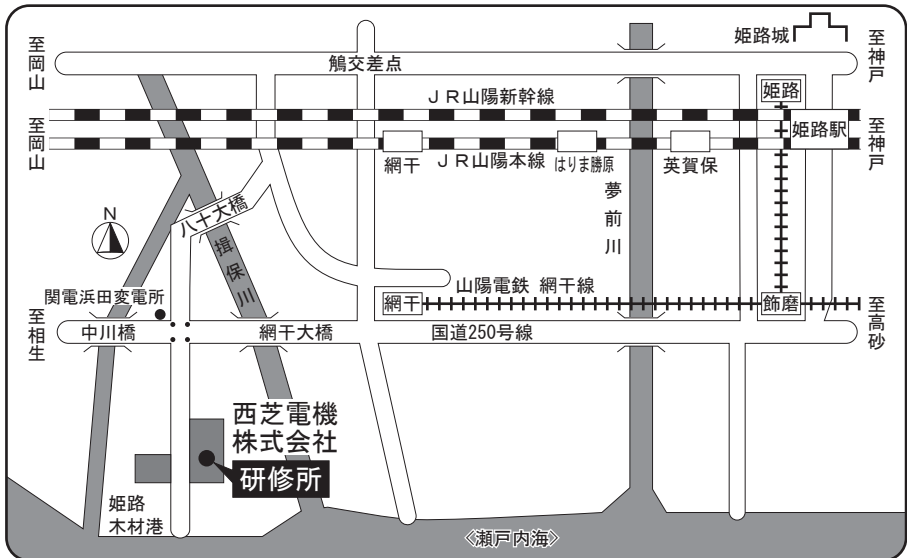 姫路城
至岡山
鵤交差点
至神戸
姫路
JR山陽新幹線
至岡山
姫路駅
至神戸
網干
JR山陽本線
はりま勝原
英賀保
夢前川
八十大橋
N
揖保川
関電浜田変電所
山陽電鉄 網干線
網干
飾磨
至相生
中川橋
網干大橋
国道250号線
至高砂
西芝電機
株式会社
研修所
姫路
木材港
〈瀬戸内海〉